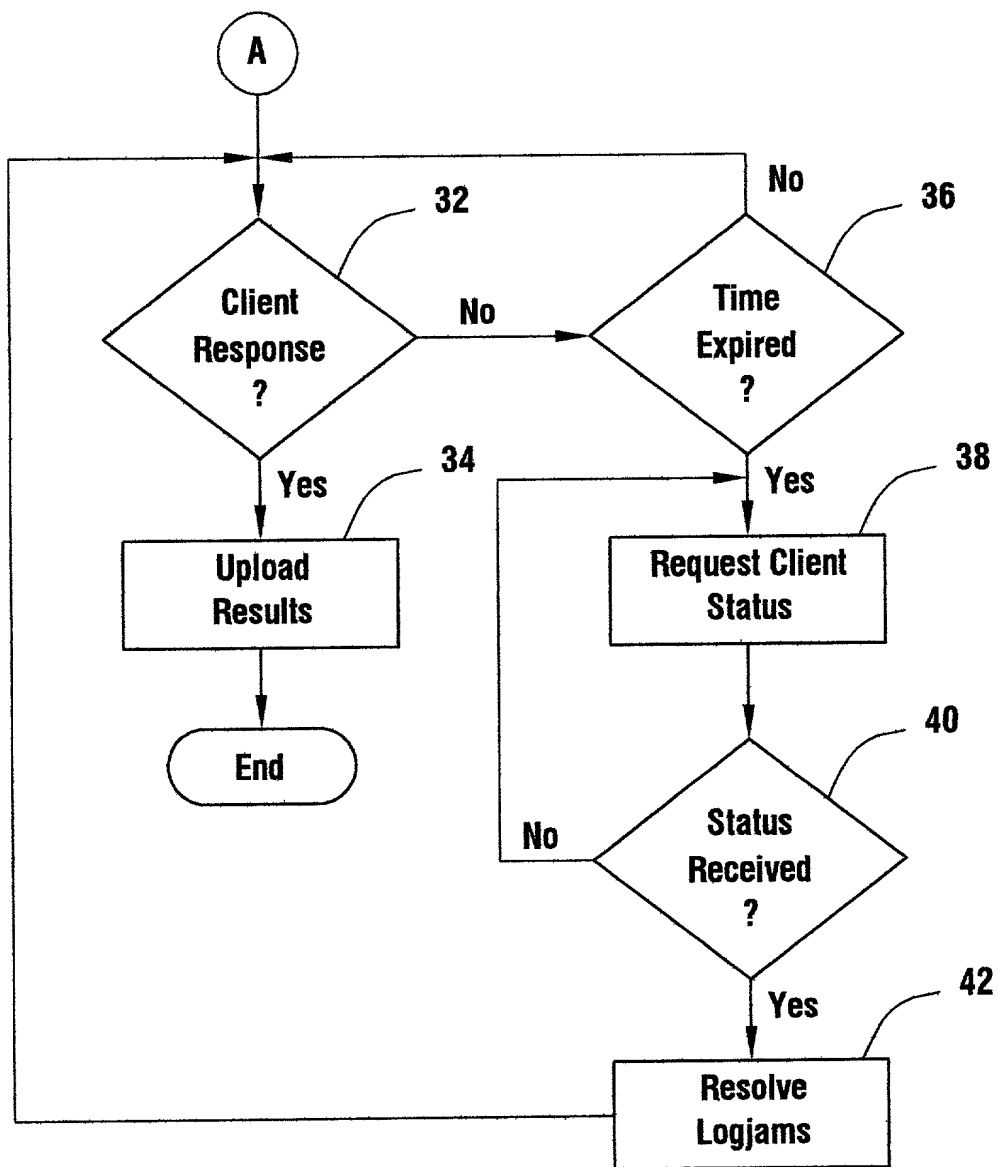 A
No
32
36
Client
Response
?
No
Time
Expired
?
Yes
34
Yes
38
Upload
Results
Request Client
Status
End
40
No
Status
Received
?
Yes
42
Resolve
Logjams